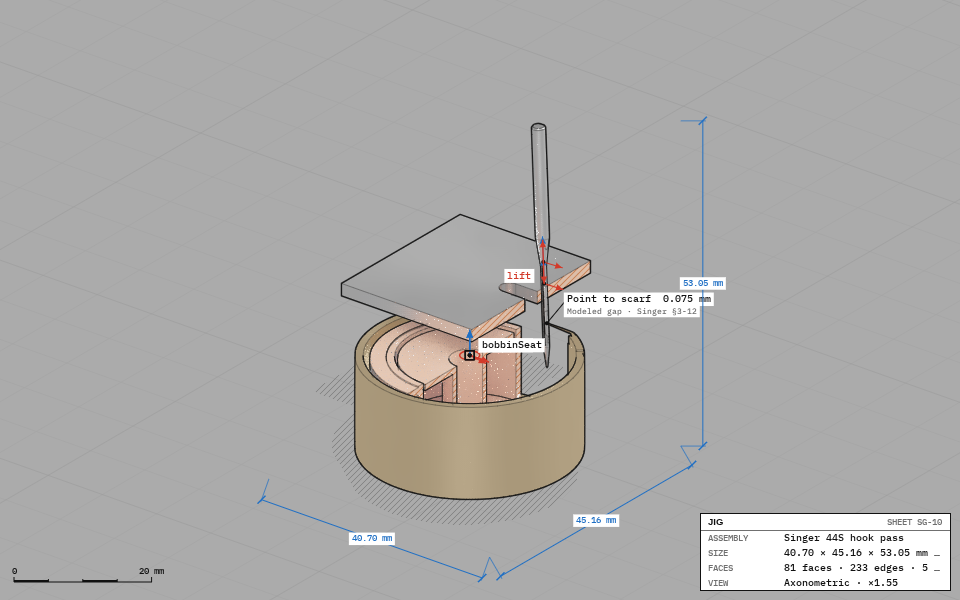 lift
53.05 mm
Point to scarf 0.075 mm
Modeled gap · Singer §3-12
bobbinSeat
45.16 mm
40.70 mm
0 20 mm
JIG SHEET SG-10
ASSEMBLY Singer 44S hook pass
SIZE 40.70 × 45.16 × 53.05 mm …
FACES 81 faces · 233 edges · 5 …
VIEW Axonometric · ×1.55